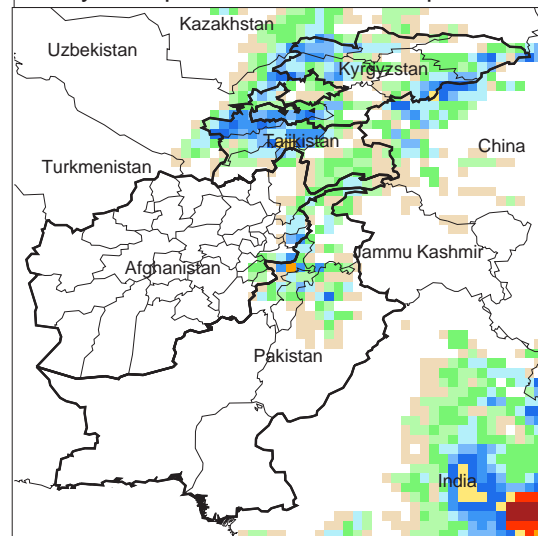 Kazakhstan
Uzbekistan
Kyrgyzstan
Tajikistan
China
Turkmenistan
Jammu Kashmir
Afghanistan
Pakistan
India